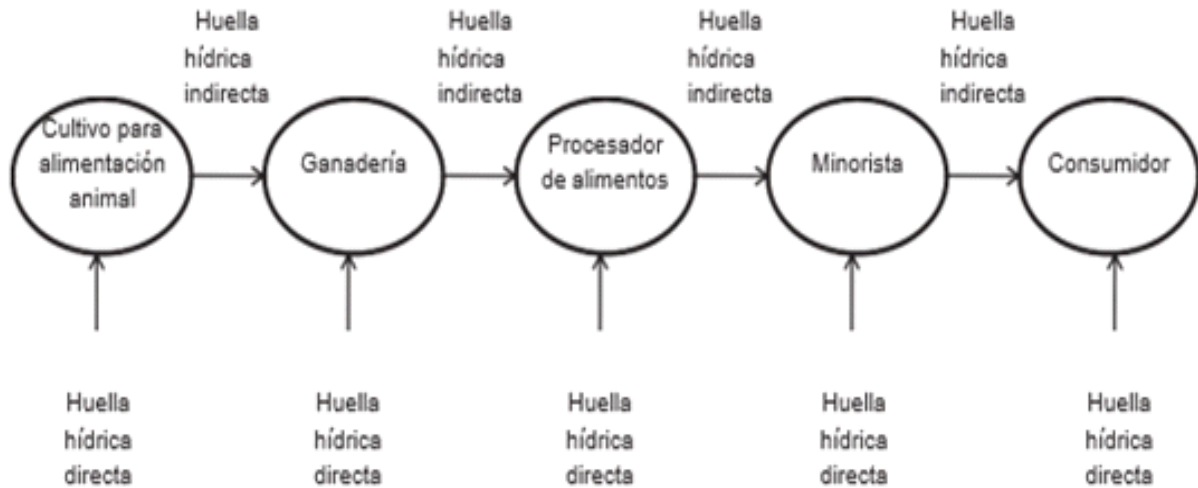 Huella
hídrica
indirecta
Huella
hídrica
indirecta
Huella
hídrica
indirecta
Huella
hídrica
indirecta
Cultivo para
alimentación
animal
Ganadería
Procesador
de alimentos
Minorista
Consumidor
Huella
hídrica
directa
Huella
hídrica
directa
Huella
hídrica
directa
Huella
hídrica
directa
Huella
hídrica
directa